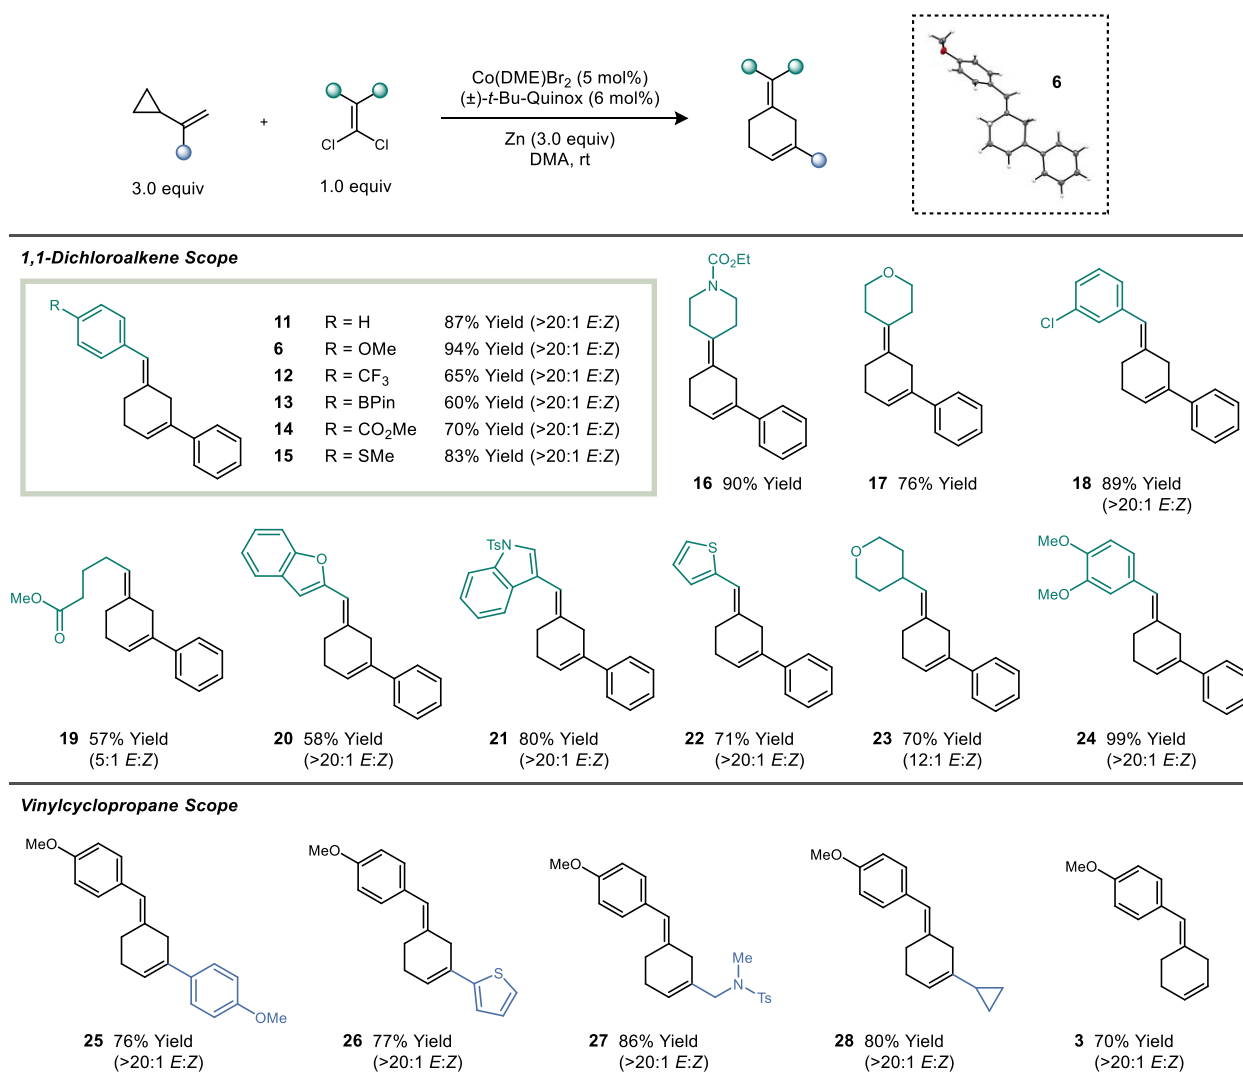 Co(DME)Br2 (5 mol%)
(±)-t-Bu-Quinox (6 mol%)
Zn (3.0 equiv)
DMA, rt
+
Cl Cl
3.0 equiv
1.0 equiv
6
1,1-Dichloroalkene Scope
R
11 R = H 87% Yield (>20:1 E:Z)
6 R = OMe 94% Yield (>20:1 E:Z)
12 R = CF3 65% Yield (>20:1 E:Z)
13 R = BPin 60% Yield (>20:1 E:Z)
14 R = CO2Me 70% Yield (>20:1 E:Z)
15 R = SMe 83% Yield (>20:1 E:Z)
CO2Et
N
16 90% Yield
O
17 76% Yield
Cl
18 89% Yield
(>20:1 E:Z)
MeO
O
19 57% Yield
(5:1 E:Z)
O
20 58% Yield
(>20:1 E:Z)
TsN
21 80% Yield
(>20:1 E:Z)
S
22 71% Yield
(>20:1 E:Z)
O
23 70% Yield
(12:1 E:Z)
MeO
MeO
24 99% Yield
(>20:1 E:Z)
Vinylcyclopropane Scope
MeO
OMe
25 76% Yield
(>20:1 E:Z)
MeO
S
26 77% Yield
(>20:1 E:Z)
MeO
Me
N
Ts
27 86% Yield
(>20:1 E:Z)
MeO
28 80% Yield
(>20:1 E:Z)
MeO
3 70% Yield
(>20:1 E:Z)